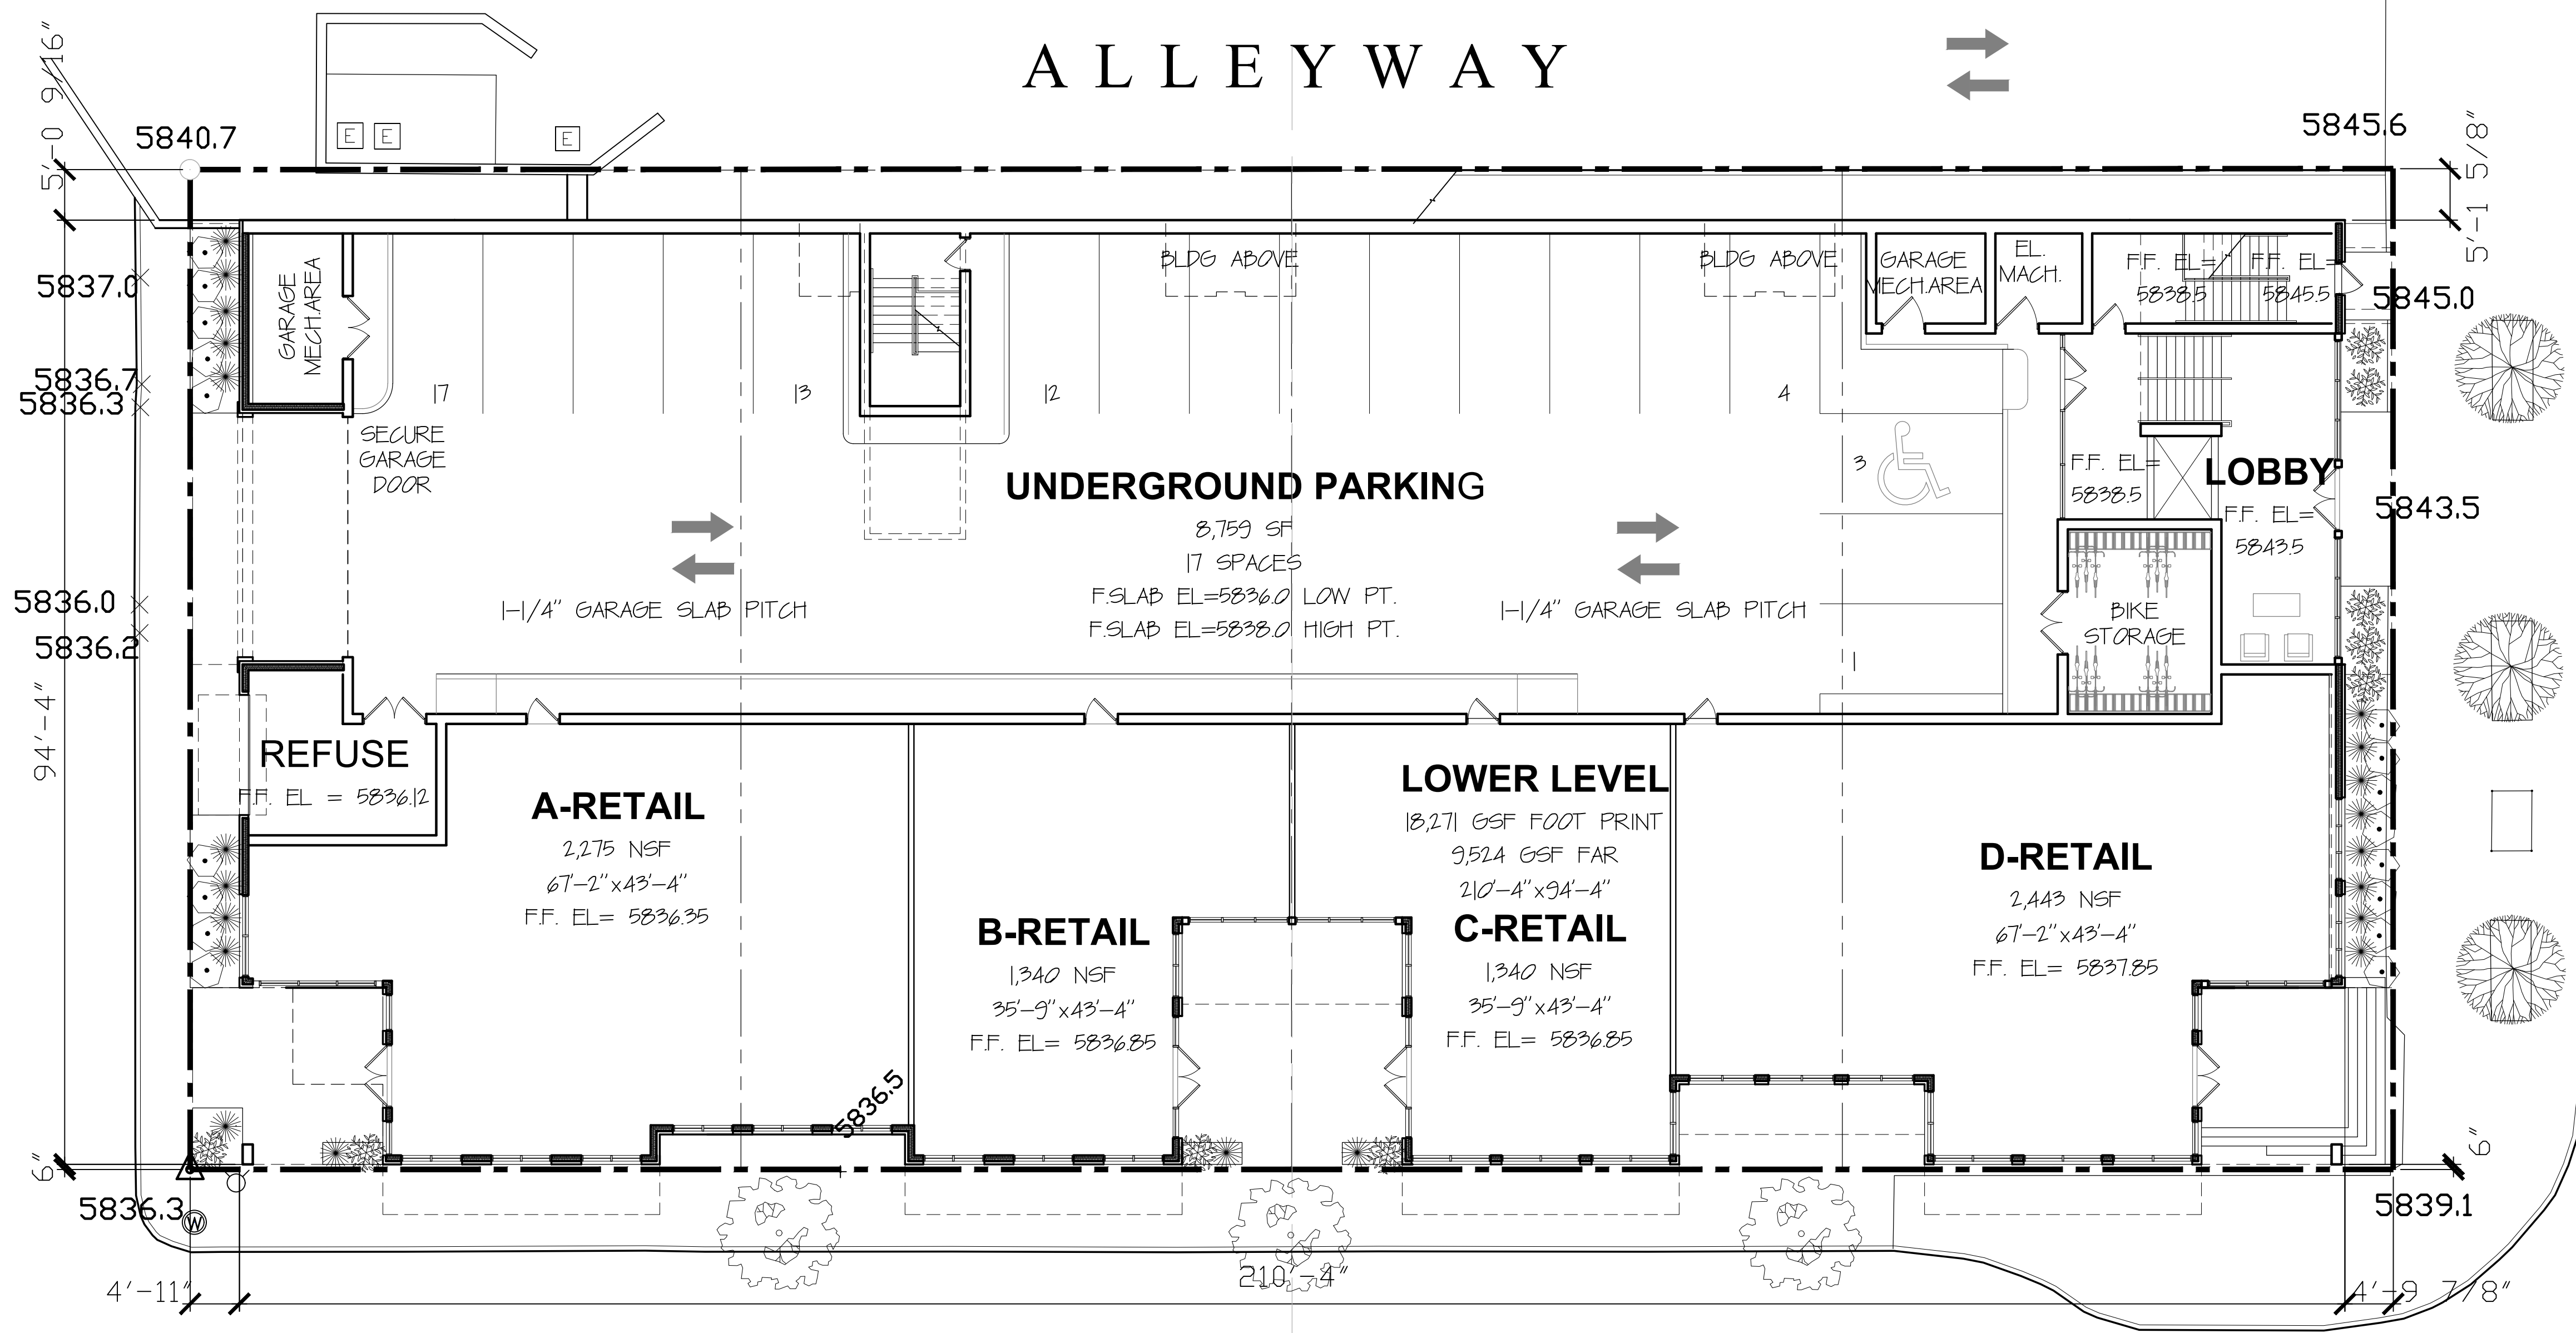 ALLEYWAY
5'-0 9/16"
5840.7
E
E
E
5845.6
5'-1 5/8"
5837.0
5836.7
5836.3
5836.0
5836.2
94'-4"
GARAGE
MECH.AREA
17
13
12
4
3
1
BLDG ABOVE
BLDG ABOVE
GARAGE
MECH.AREA
EL.
MACH.
F.F. EL=
5838.5
F.F. EL=
5845.5
5845.0
SECURE
GARAGE
DOOR
UNDERGROUND PARKING
8,759 SF
17 SPACES
F.SLAB EL=5836.0 LOW PT.
F.SLAB EL=5838.0 HIGH PT.
1-1/4" GARAGE SLAB PITCH
1-1/4" GARAGE SLAB PITCH
F.F. EL=
5838.5
LOBBY
F.F. EL=
5843.5
5843.5
BIKE
STORAGE
REFUSE
F.F. EL = 5836.12
A-RETAIL
2,275 NSF
67'-2"x43'-4"
F.F. EL= 5836.35
B-RETAIL
1,340 NSF
35'-9"x43'-4"
F.F. EL= 5836.85
LOWER LEVEL
18,271 GSF FOOT PRINT
9,524 GSF FAR
210'-4"x94'-4"
C-RETAIL
1,340 NSF
35'-9"x43'-4"
F.F. EL= 5836.85
D-RETAIL
2,443 NSF
67'-2"x43'-4"
F.F. EL= 5837.85
5836.5
6"
6"
5836.3
W
5839.1
4'-11"
210'-4"
4'-9 7/8"